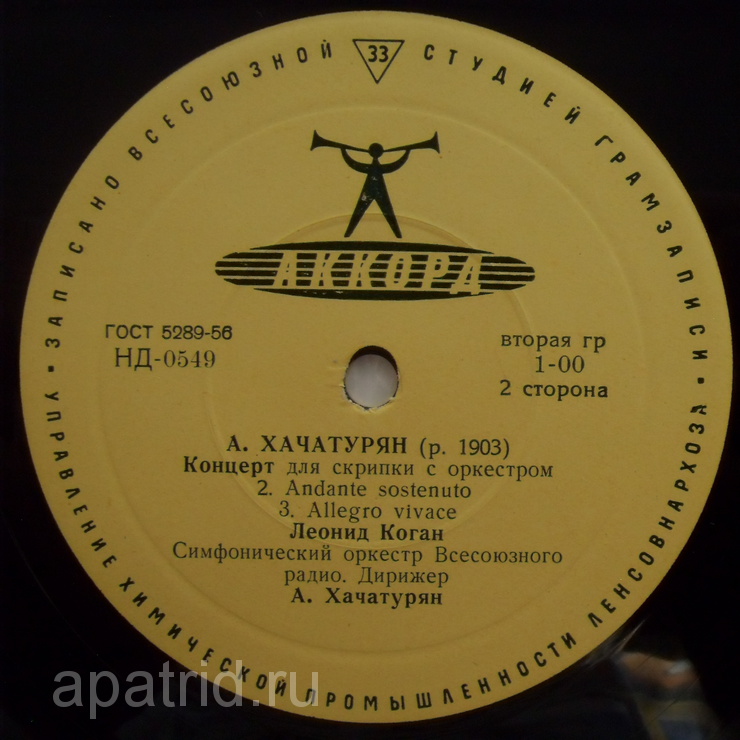 · ЗАПИСАНО ВСЕСОЮЗНОЙ 33 СТУДИЕЙ ГРАМЗАПИСИ ·
АККОРД
ГОСТ 5289-56
НД-0549
вторая гр
1-00
2 сторона
А. ХАЧАТУРЯН (р. 1903)
Концерт для скрипки с оркестром
2. Andante sostenuto
3. Allegro vivace
Леонид Коган
Симфонический оркестр Всесоюзного
радио. Дирижер
А. Хачатурян
УПРАВЛЕНИЕ ХИМИЧЕСКОЙ ПРОМЫШЛЕННОСТИ ЛЕНСОВНАРХОЗА
apatrid.ru